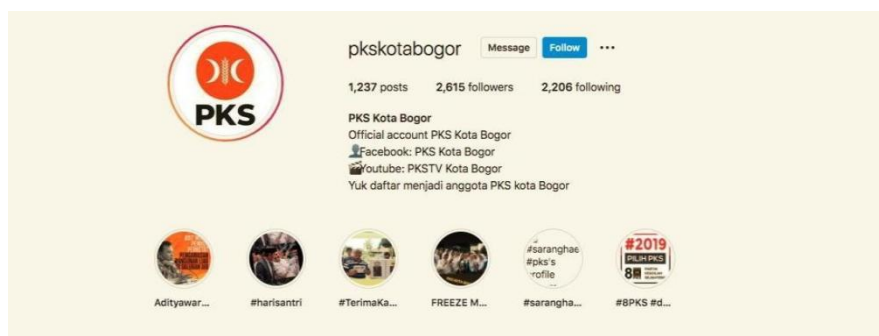 pkskotabogor Message Follow
1,237 posts 2,615 followers 2,206 following
PKS
PKS Kota Bogor
Official account PKS Kota Bogor
Facebook: PKS Kota Bogor
Youtube: PKSTV Kota Bogor
Yuk daftar menjadi anggota PKS kota Bogor
#saranghae
#pks's
rofile
#2019
PILIH PKS
8
Adityawar... #harisantri #TerimaKa... FREEZE M... #sarangha... #8PKS #d...